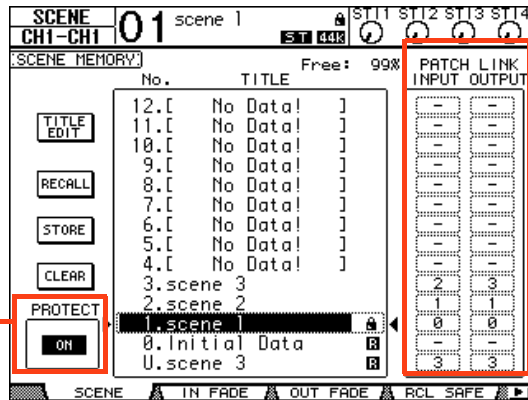 SCENE
CH1-CH1
01 scene 1
ST 44K
ST1 ST2 ST3 ST4
SCENE MEMORY
Free: 99%
No. TITLE
PATCH LINK
INPUT OUTPUT
12.[ No Data! ] - -
11.[ No Data! ] - -
10.[ No Data! ] - -
9.[ No Data! ] - -
8.[ No Data! ] - -
7.[ No Data! ] - -
6.[ No Data! ] - -
5.[ No Data! ] - -
4.[ No Data! ] - -
3.scene 3 2 3
2.scene 2 1 1
1.scene 1 0 0
0.Initial Data R - -
U.scene 3 R 3 3
TITLE EDIT
RECALL
STORE
CLEAR
PROTECT
ON
SCENE IN FADE OUT FADE RCL SAFE